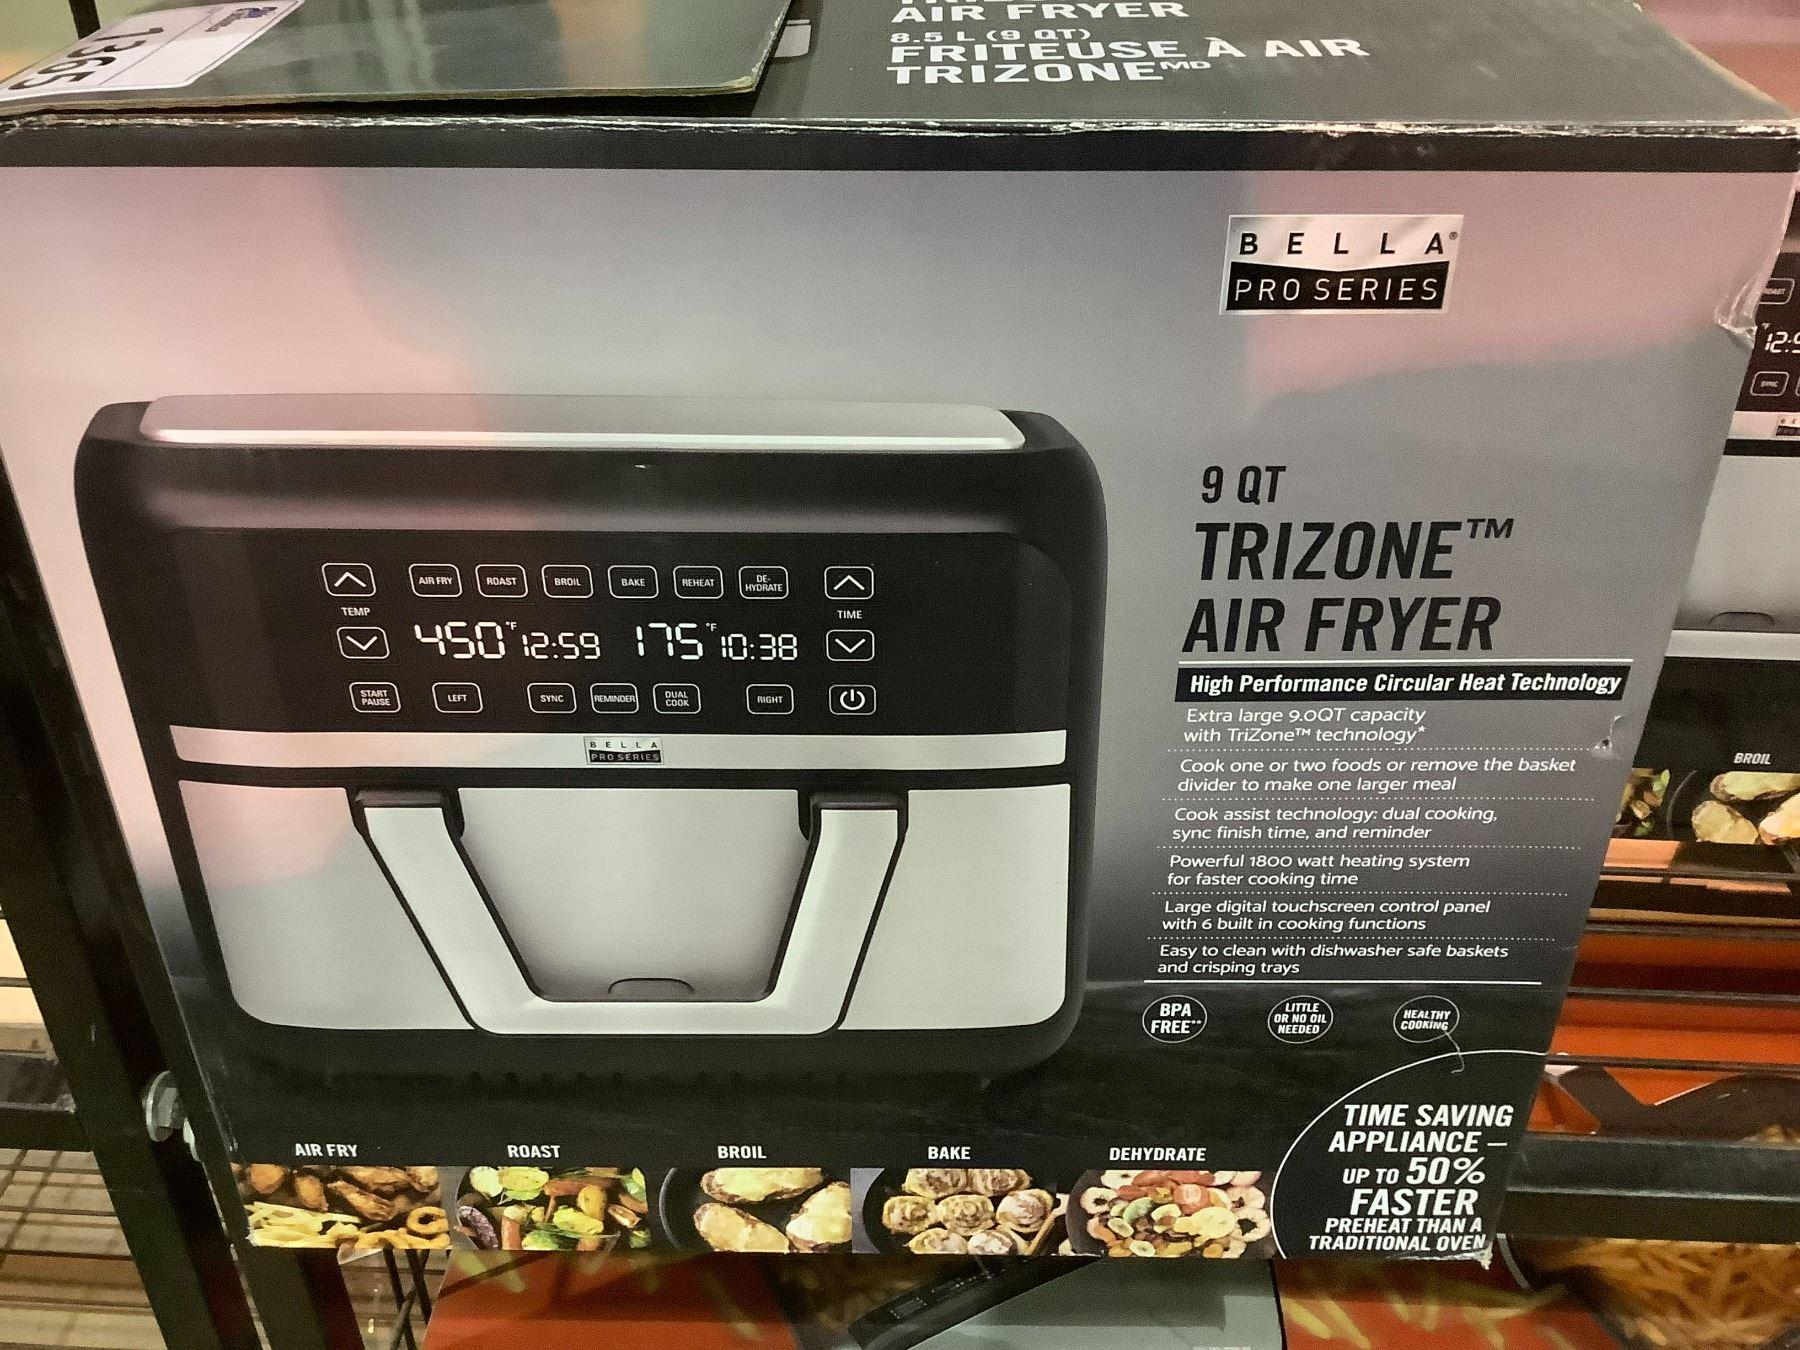 1365
AIR FRYER
8.5 L (9 QT)
FRITEUSE À AIR
TRIZONE MD
BELLA®
PRO SERIES
9 QT
TRIZONE™
AIR FRYER
High Performance Circular Heat Technology
Extra large 9.0QT capacity
with TriZone™ technology*
Cook one or two foods or remove the basket
divider to make one larger meal
Cook assist technology: dual cooking,
sync finish time, and reminder
Powerful 1800 watt heating system
for faster cooking time
Large digital touchscreen control panel
with 6 built in cooking functions
Easy to clean with dishwasher safe baskets
and crisping trays
BPA
FREE**
LITTLE
OR NO OIL
NEEDED
HEALTHY
COOKING
TIME SAVING
APPLIANCE —
UP TO 50%
FASTER
PREHEAT THAN A
TRADITIONAL OVEN
AIR FRY ROAST BROIL BAKE REHEAT DE-
HYDRATE
TEMP TIME
450°F 12:59 175°F 10:38
START
PAUSE
LEFT SYNC REMINDER DUAL
COOK
RIGHT
BELLA
PRO SERIES
AIR FRY ROAST BROIL BAKE DEHYDRATE
ROAST
12:5
SYNC
BROIL